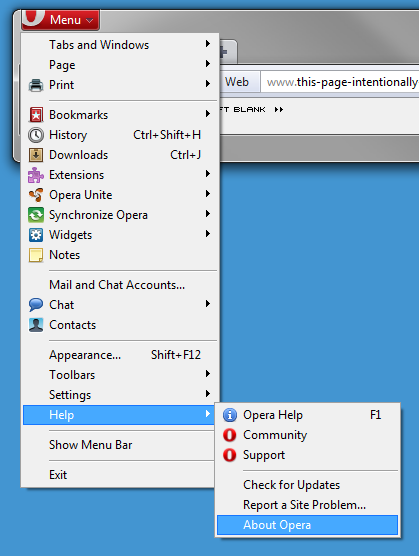 Menu
Tabs and Windows
Page
Print
Web www.this-page-intentionally
FT BLANK
Bookmarks
History Ctrl+Shift+H
Downloads Ctrl+J
Extensions
Opera Unite
Synchronize Opera
Widgets
Notes
Mail and Chat Accounts...
Chat
Contacts
Appearance... Shift+F12
Toolbars
Settings
Help
Show Menu Bar
Exit
Opera Help F1
Community
Support
Check for Updates
Report a Site Problem...
About Opera